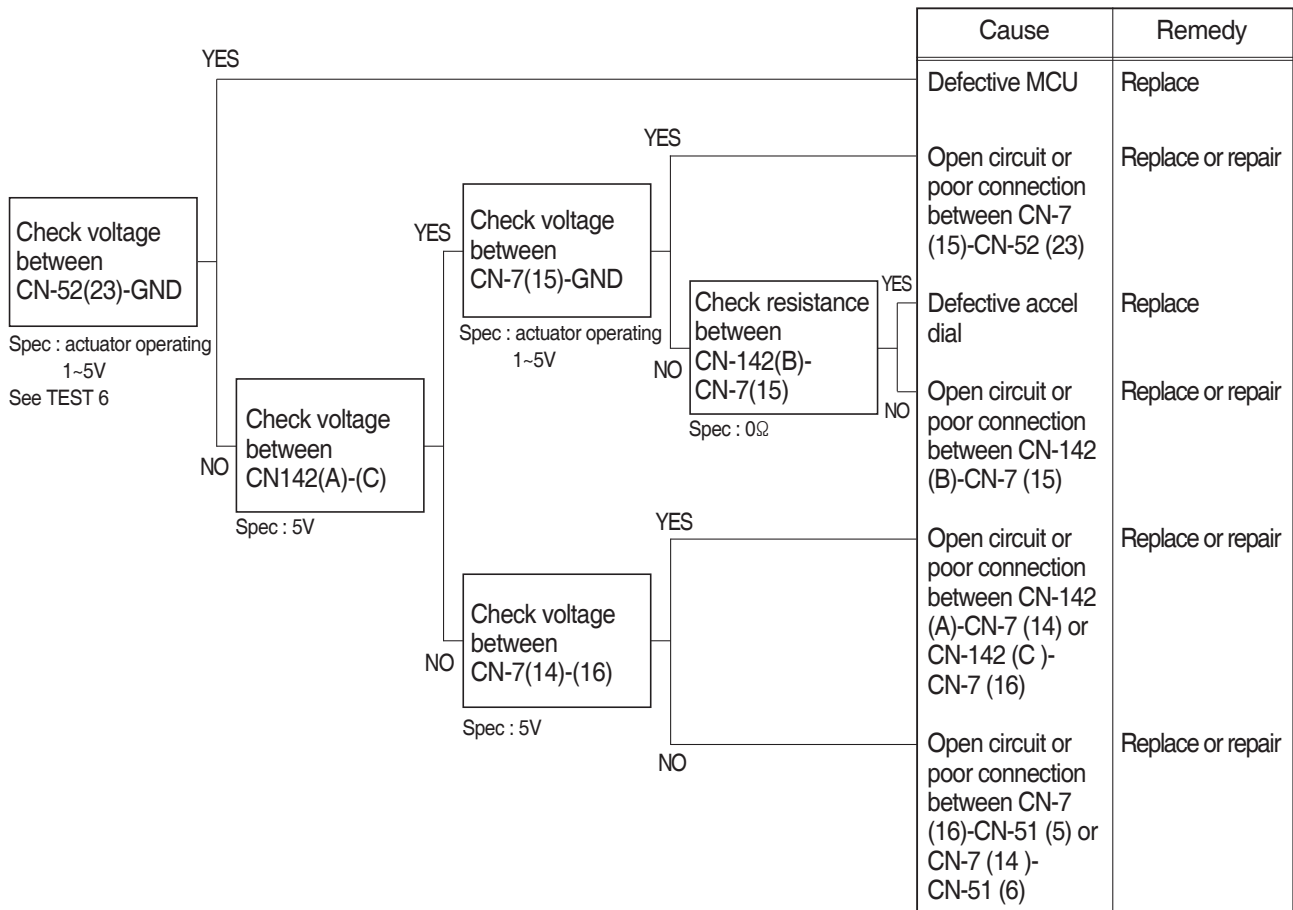 Cause
Remedy
YES
Defective MCU
Replace
YES
Open circuit or
poor connection
between CN-7
(15)-CN-52 (23)
Replace or repair
Check voltage
between
CN-52(23)-GND
Spec : actuator operating
1~5V
See TEST 6
YES
Check voltage
between
CN-7(15)-GND
Spec : actuator operating
1~5V
NO
Check resistance
between
CN-142(B)-
CN-7(15)
Spec : 0Ω
YES
Defective accel
dial
Replace
NO
Open circuit or
poor connection
between CN-142
(B)-CN-7 (15)
Replace or repair
NO
Check voltage
between
CN142(A)-(C)
Spec : 5V
YES
Open circuit or
poor connection
between CN-142
(A)-CN-7 (14) or
CN-142 (C )-
CN-7 (16)
Replace or repair
NO
Check voltage
between
CN-7(14)-(16)
Spec : 5V
NO
Open circuit or
poor connection
between CN-7
(16)-CN-51 (5) or
CN-7 (14 )-
CN-51 (6)
Replace or repair